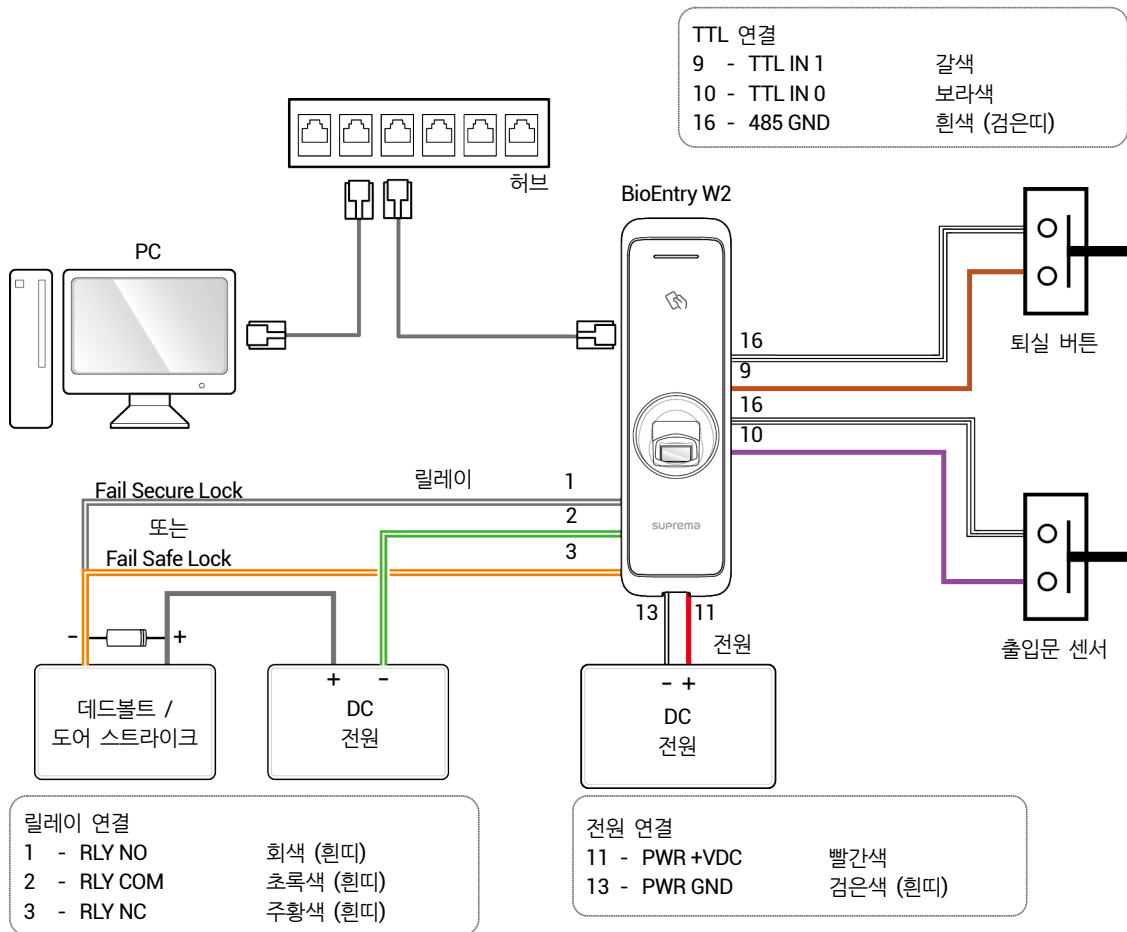 TTL 연결
9 - TTL IN 1 갈색
10 - TTL IN 0 보라색
16 - 485 GND 흰색 (검은띠)
허브
BioEntry W2
PC
16
퇴실 버튼
9
16
10
릴레이
1
Fail Secure Lock
2
또는
suprema
3
Fail Safe Lock
13
11
전원
출입문 센서
- +
+ -
- +
데드볼트 /
도어 스트라이크
DC
전원
DC
전원
릴레이 연결
1 - RLY NO 회색 (흰띠)
2 - RLY COM 초록색 (흰띠)
3 - RLY NC 주황색 (흰띠)
전원 연결
11 - PWR +VDC 빨간색
13 - PWR GND 검은색 (흰띠)